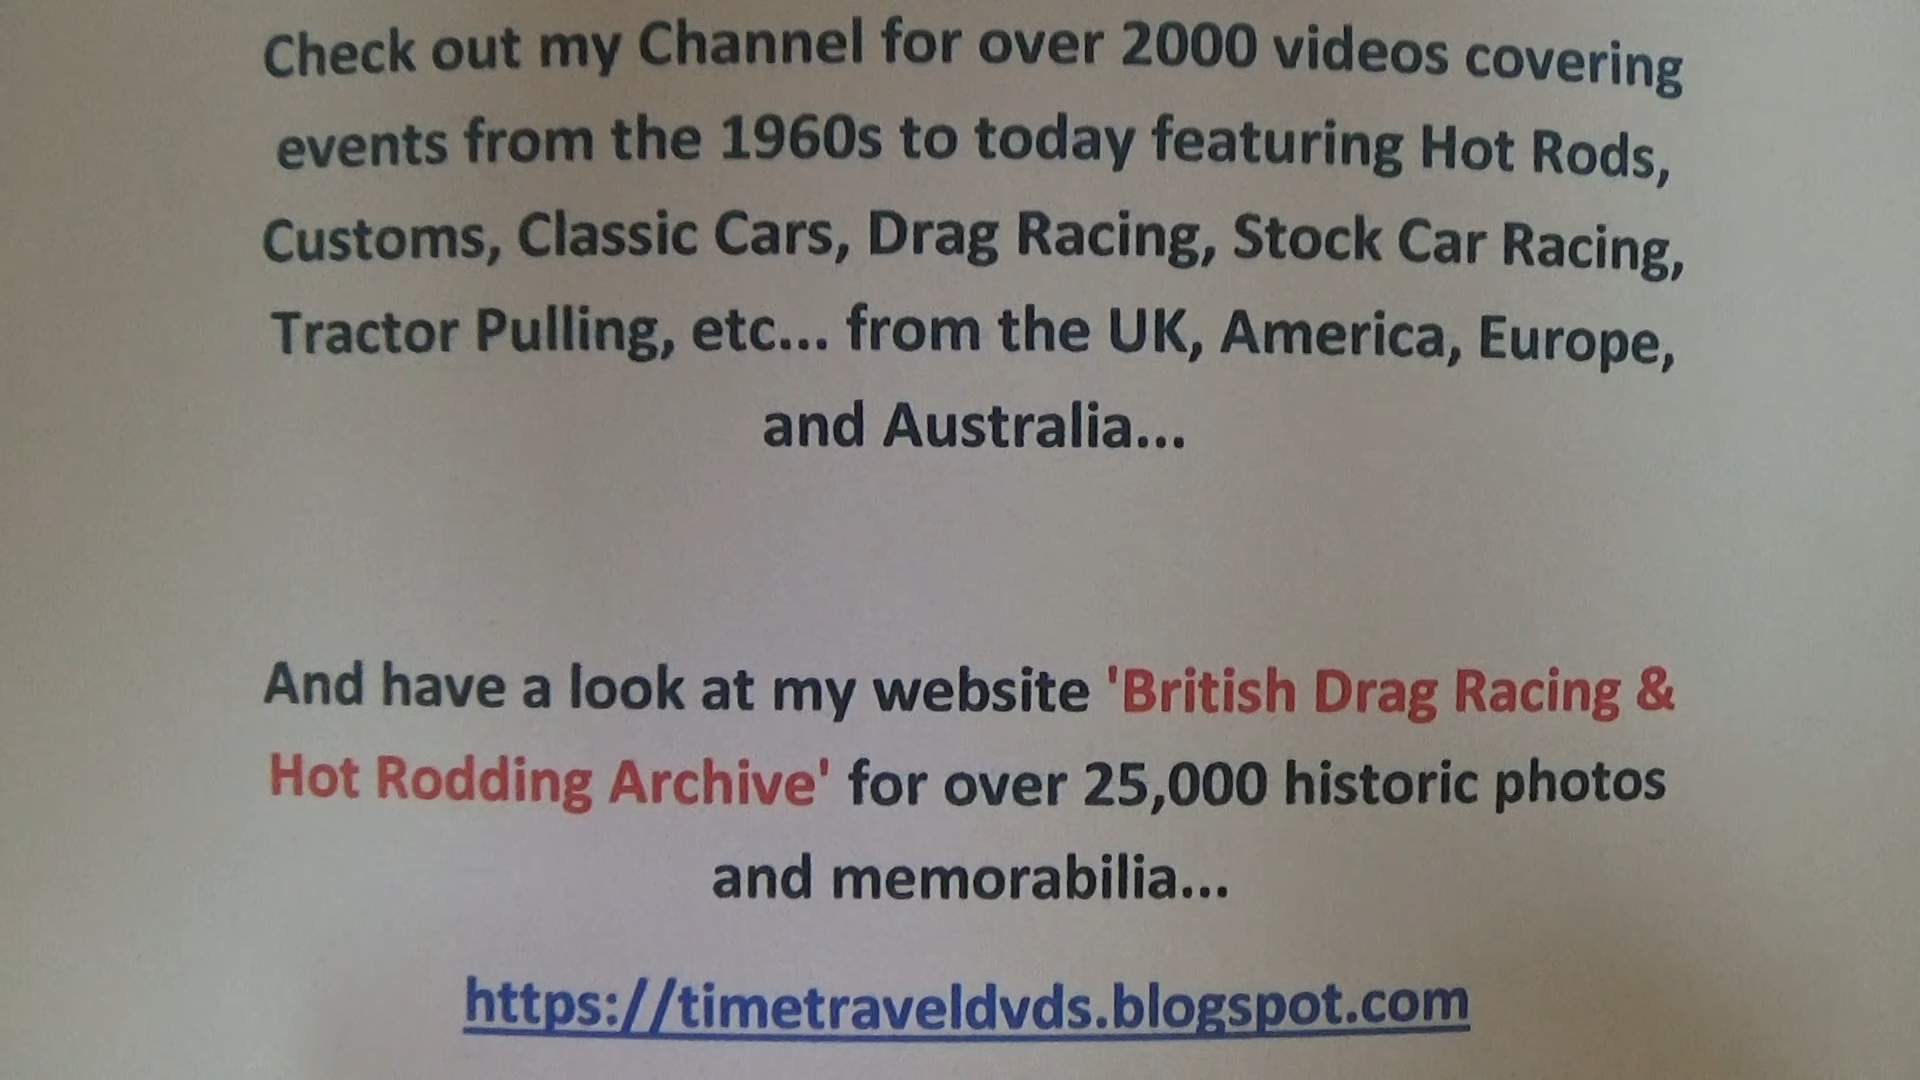 Check out my Channel for over 2000 videos covering
events from the 1960s to today featuring Hot Rods,
Customs, Classic Cars, Drag Racing, Stock Car Racing,
Tractor Pulling, etc... from the UK, America, Europe,
and Australia...
And have a look at my website 'British Drag Racing &
Hot Rodding Archive' for over 25,000 historic photos
and memorabilia...
https://timetraveldvds.blogspot.com